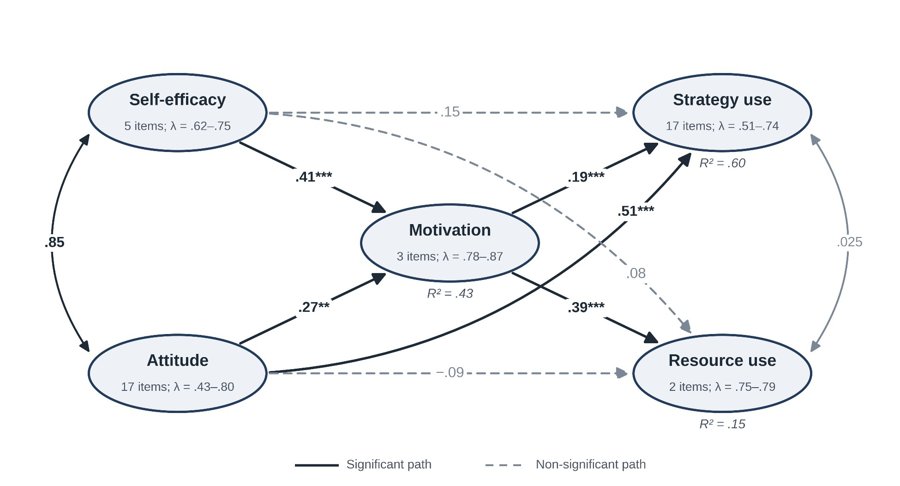 Self-efficacy
5 items; λ = .62–.75
Strategy use
17 items; λ = .51–.74
R² = .60
.15
.41***
.19***
.51***
Motivation
3 items; λ = .78–.87
R² = .43
.85
.025
.08
.27**
.39***
Attitude
17 items; λ = .43–.80
−.09
Resource use
2 items; λ = .75–.79
R² = .15
Significant path
Non-significant path